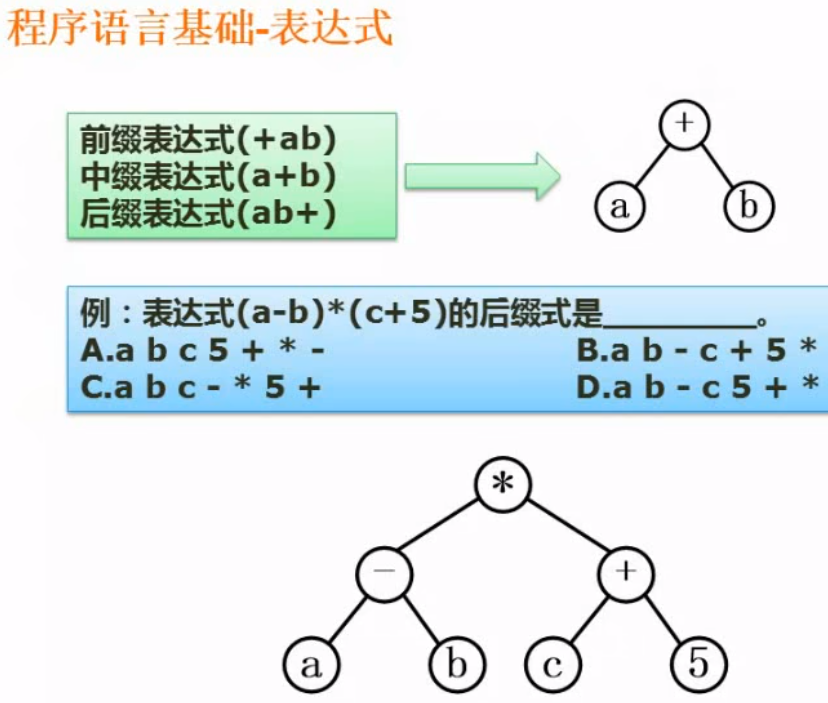 程序语言基础-表达式
前缀表达式(+ab)
中缀表达式(a+b)
后缀表达式(ab+)
+
a b
例：表达式(a-b)*(c+5)的后缀式是_________。
A.a b c 5 + * - B.a b - c + 5 *
C.a b c - * 5 + D.a b - c 5 + *
*
− +
a b c 5